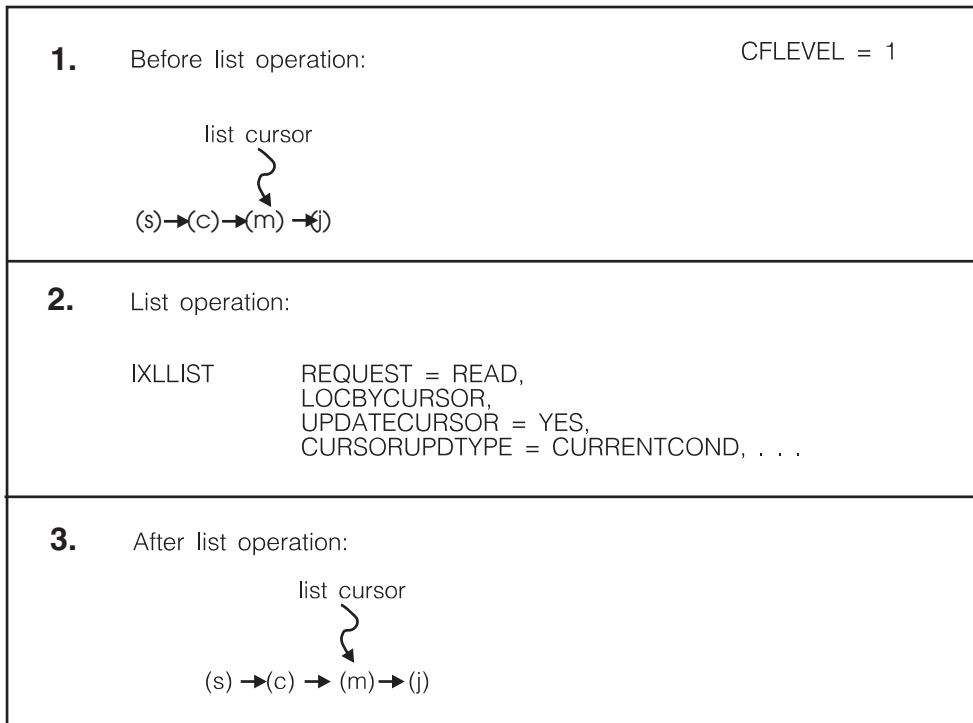 1. Before list operation: CFLEVEL = 1
list cursor
(s)→(c)→(m)→(j)
2. List operation:
IXLLIST REQUEST = READ,
LOCBYCURSOR,
UPDATECURSOR = YES,
CURSORUPDTYPE = CURRENTCOND, . . .
3. After list operation:
list cursor
(s)→(c)→(m)→(j)